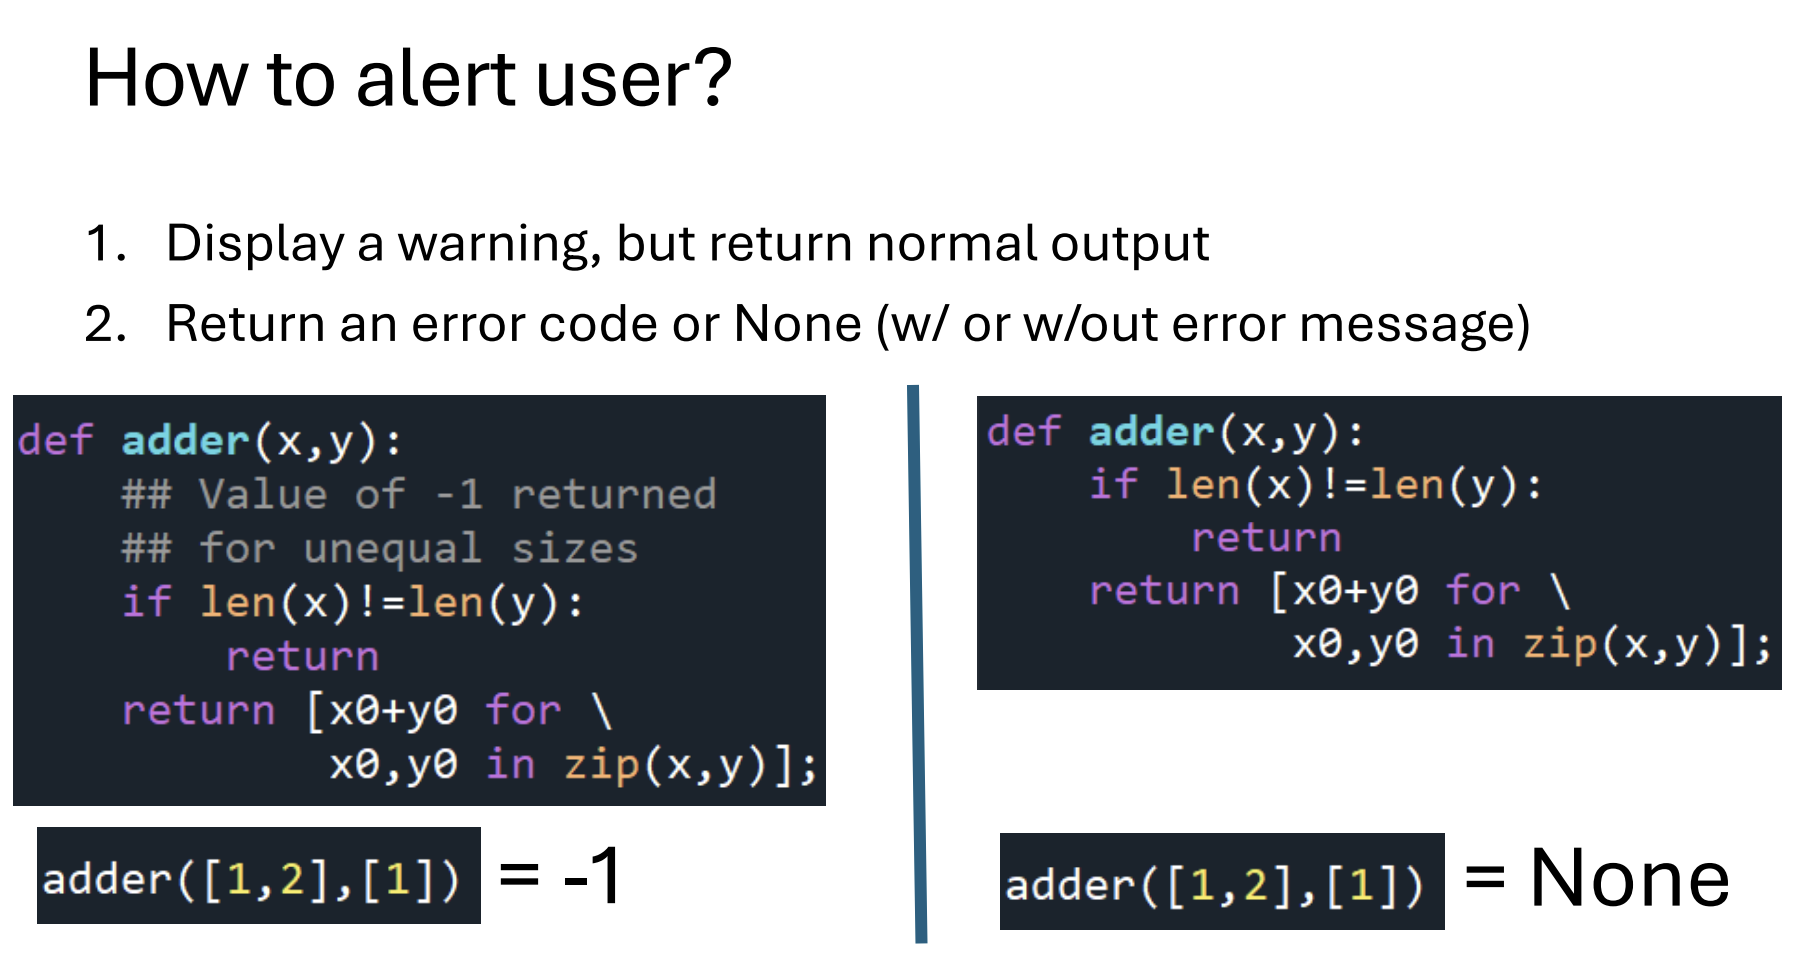 How to alert user?
1. Display a warning, but return normal output
2. Return an error code or None (w/ or w/out error message)
def adder(x,y):
    ## Value of -1 returned
    ## for unequal sizes
    if len(x)!=len(y):
        return
    return [x0+y0 for \
            x0,y0 in zip(x,y)];
adder([1,2],[1]) = -1
def adder(x,y):
    if len(x)!=len(y):
        return
    return [x0+y0 for \
            x0,y0 in zip(x,y)];
adder([1,2],[1]) = None